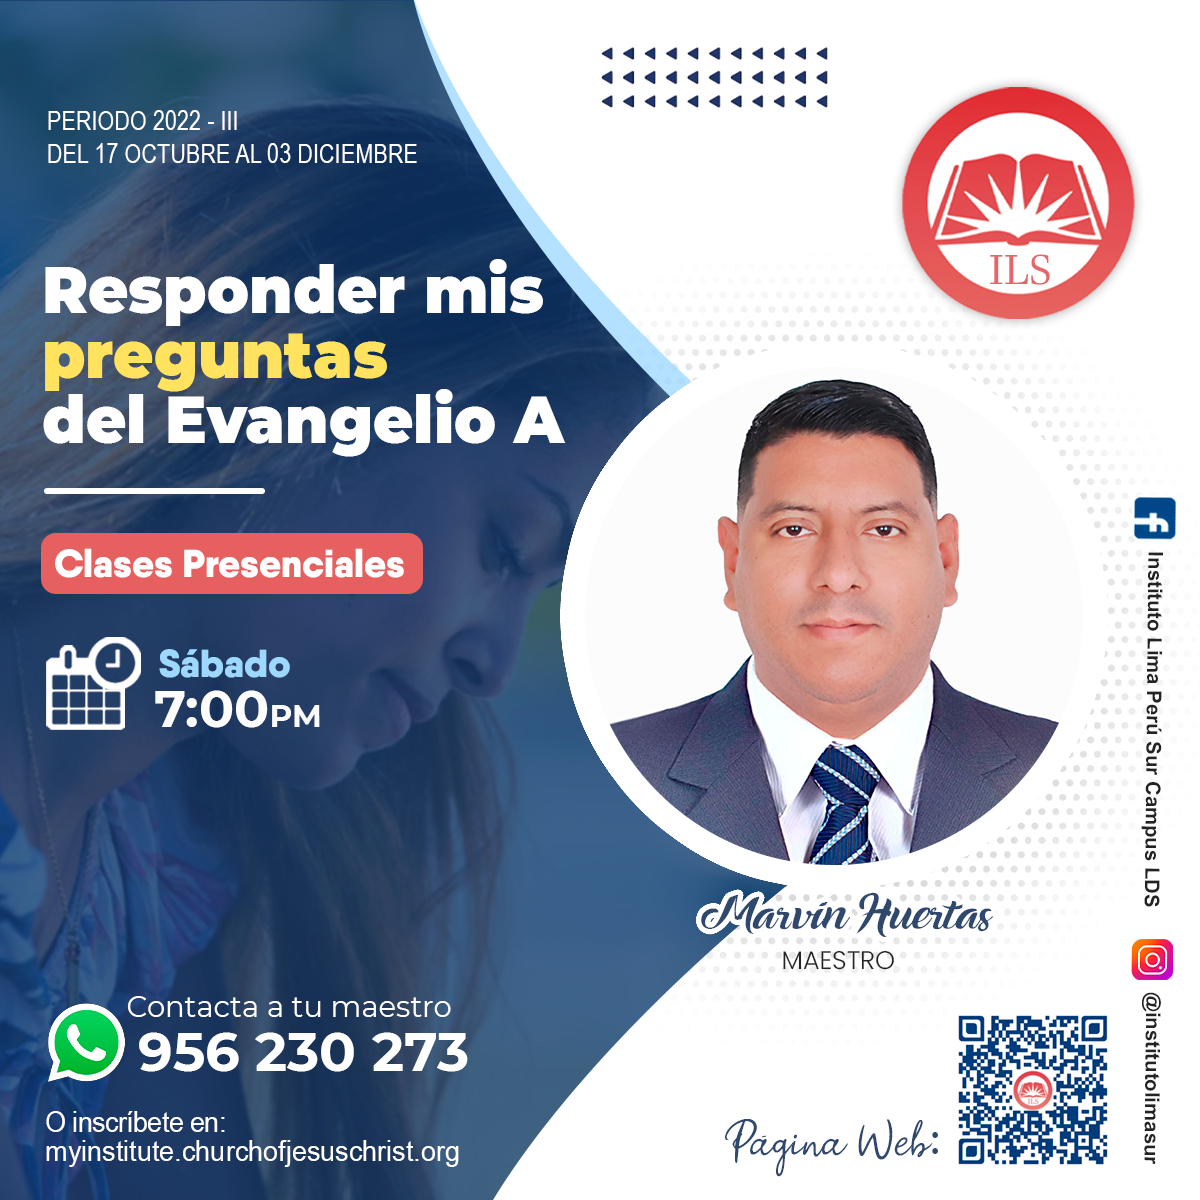 PERIODO 2022 - III
DEL 17 OCTUBRE AL 03 DICIEMBRE
ILS
Responder mis
preguntas
del Evangelio A
Clases Presenciales
Sábado
7:00PM
Instituto Lima Perú Sur Campus LDS
@institutolimasur
Marvín Huertas
MAESTRO
Contacta a tu maestro
956 230 273
O inscríbete en:
myinstitute.churchofjesuschrist.org
Página Web:
ILS